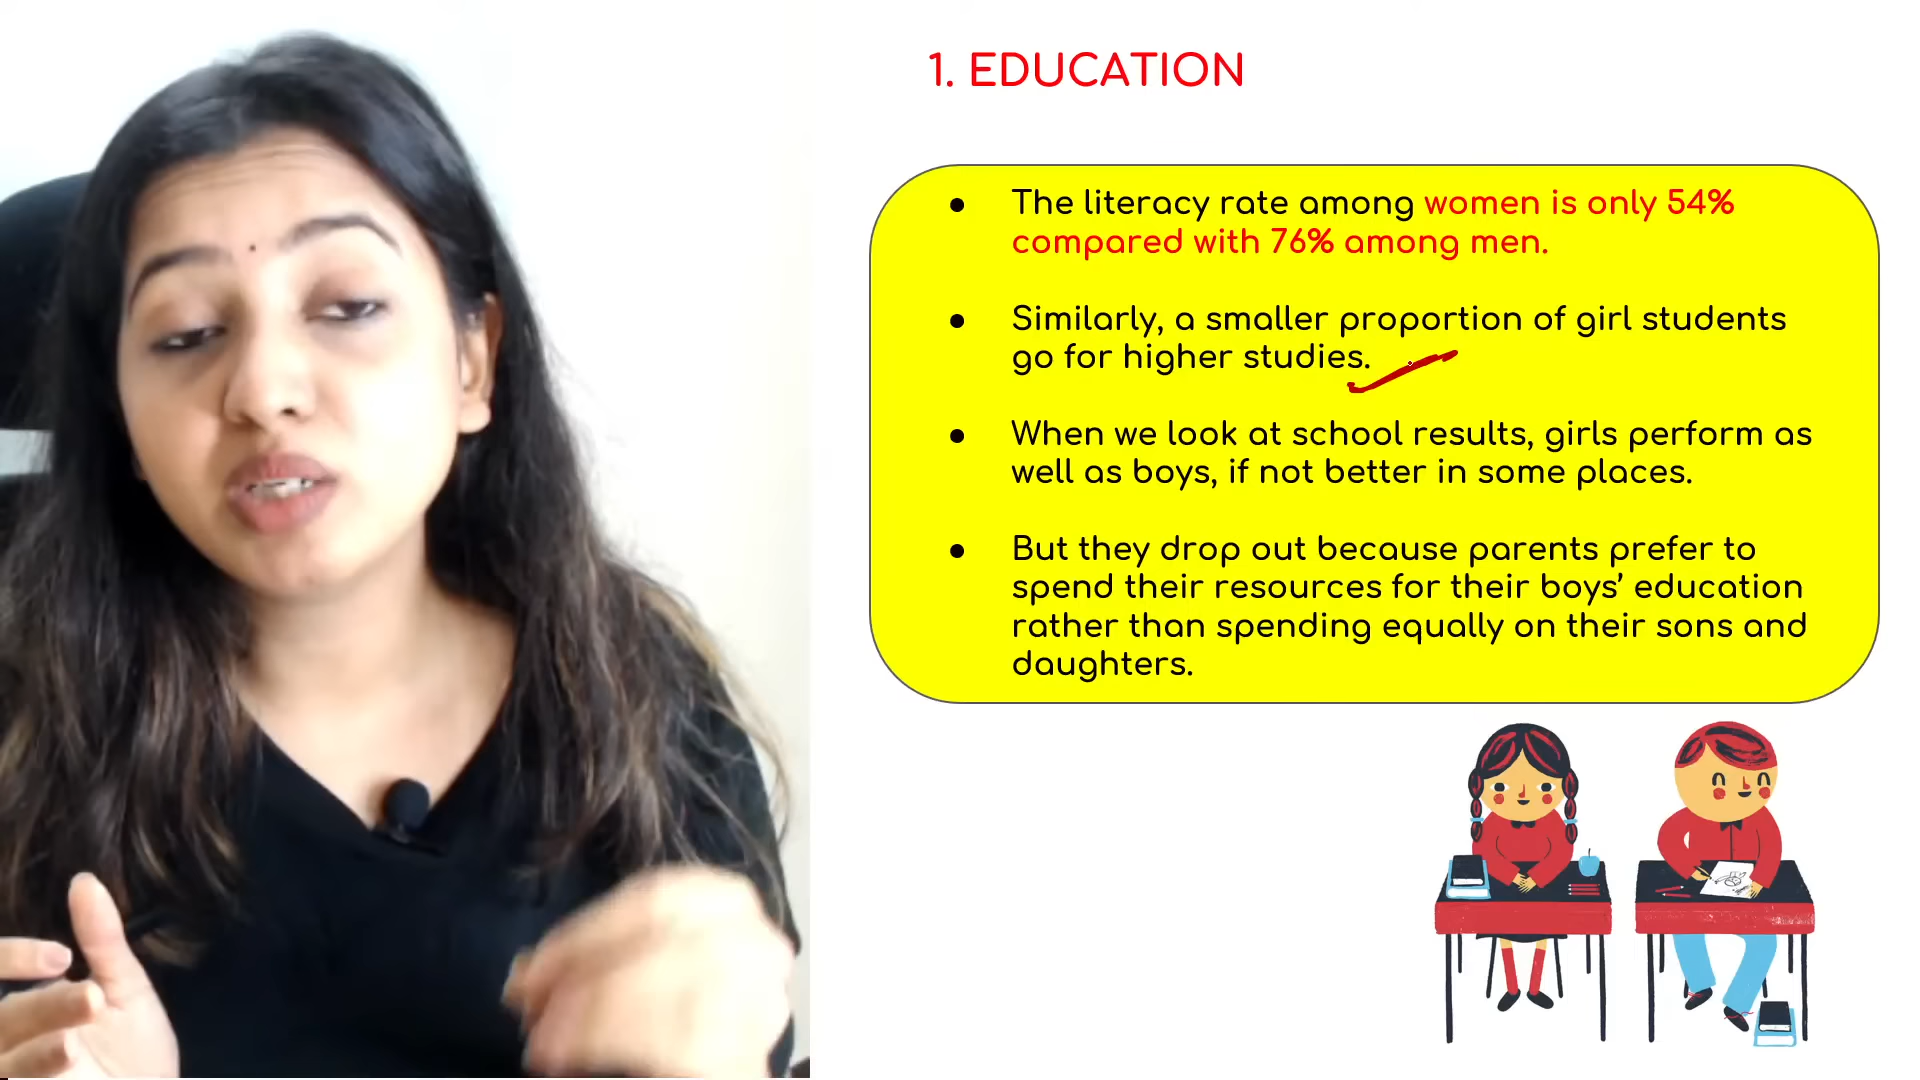 1. EDUCATION
● The literacy rate among women is only 54%
compared with 76% among men.
● Similarly, a smaller proportion of girl students
go for higher studies.
● When we look at school results, girls perform as
well as boys, if not better in some places.
● But they drop out because parents prefer to
spend their resources for their boys’ education
rather than spending equally on their sons and
daughters.